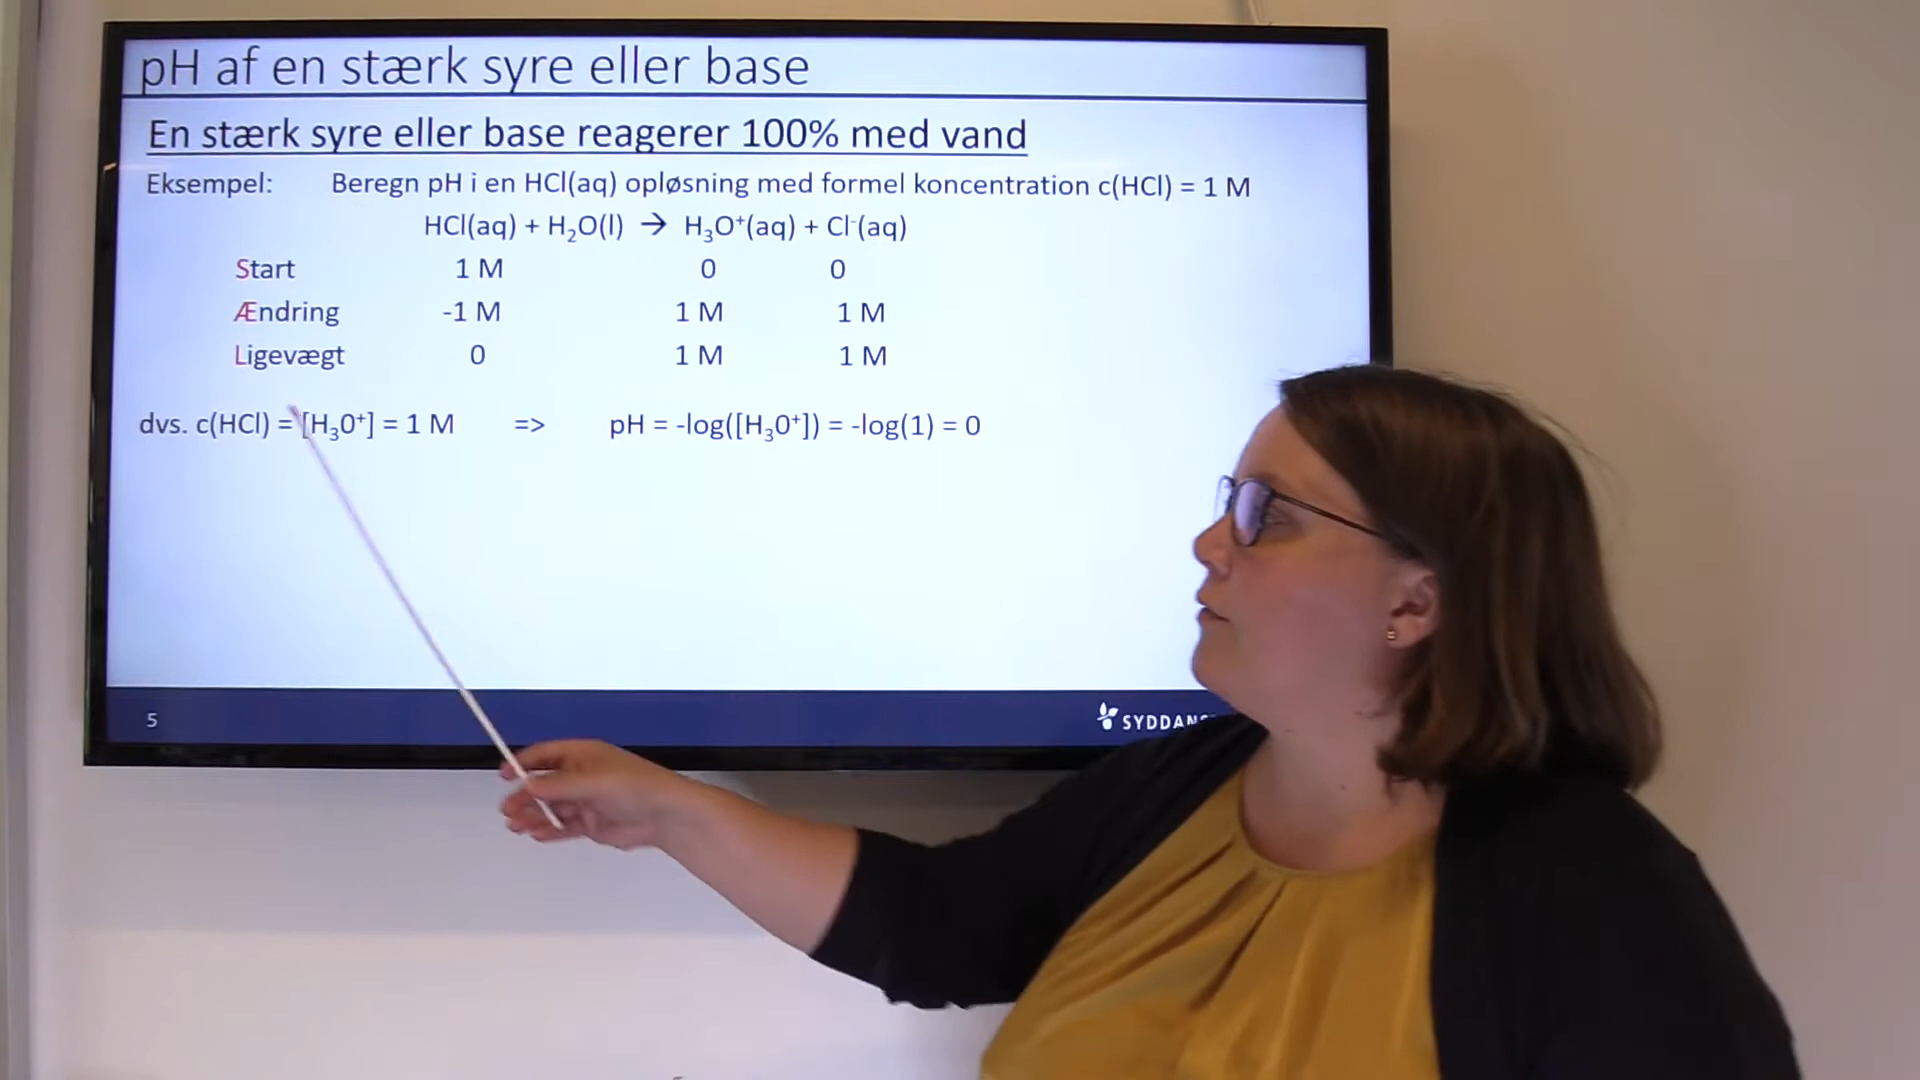 pH af en stærk syre eller base
En stærk syre eller base reagerer 100% med vand
Eksempel: Beregn pH i en HCl(aq) opløsning med formel koncentration c(HCl) = 1 M
HCl(aq) + H₂O(l) → H₃O⁺(aq) + Cl⁻(aq)
Start 1 M 0 0
Ændring -1 M 1 M 1 M
Ligevægt 0 1 M 1 M
dvs. c(HCl) = [H₃0⁺] = 1 M => pH = -log([H₃0⁺]) = -log(1) = 0
5